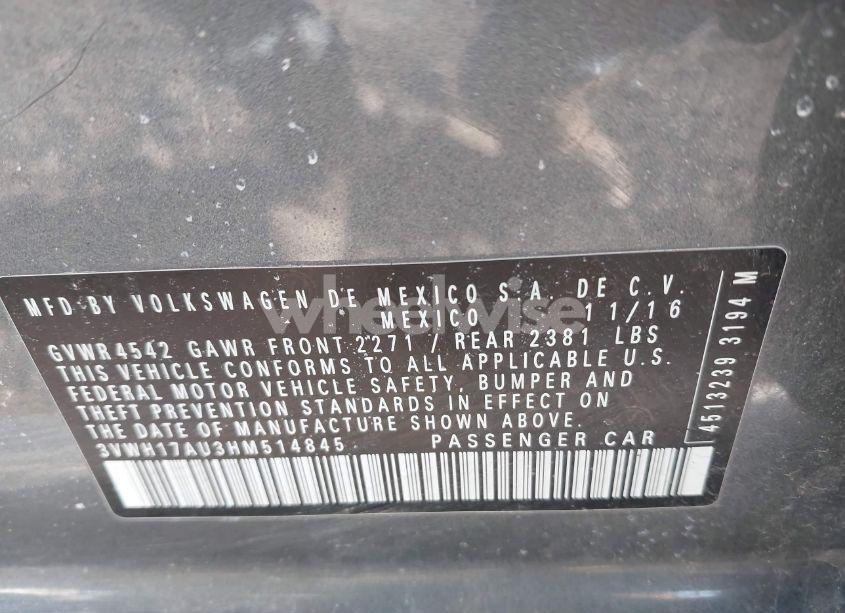 MFD BY VOLKSWAGEN DE MEXICO S.A. DE C.V.
MEXICO 11/16
GVWR 4542 GAWR FRONT 2271 / REAR 2381 LBS
THIS VEHICLE CONFORMS TO ALL APPLICABLE U.S.
FEDERAL MOTOR VEHICLE SAFETY, BUMPER AND
THEFT PREVENTION STANDARDS IN EFFECT ON
THE DATE OF MANUFACTURE SHOWN ABOVE.
3VWH17AU3HM514845 PASSENGER CAR
4513239 3194 M
wheelwise